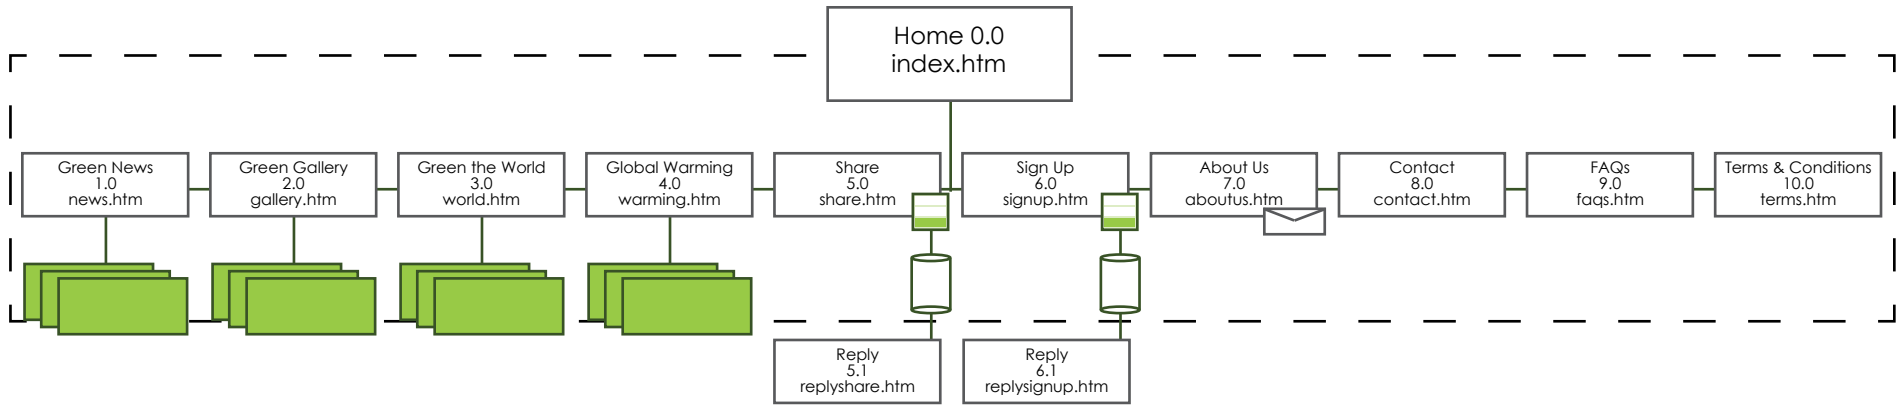 Home 0.0
index.htm
Green News
1.0
news.htm
Green Gallery
2.0
gallery.htm
Green the World
3.0
world.htm
Global Warming
4.0
warming.htm
Share
5.0
share.htm
Sign Up
6.0
signup.htm
About Us
7.0
aboutus.htm
Contact
8.0
contact.htm
FAQs
9.0
faqs.htm
Terms & Conditions
10.0
terms.htm
Reply
5.1
replyshare.htm
Reply
6.1
replysignup.htm